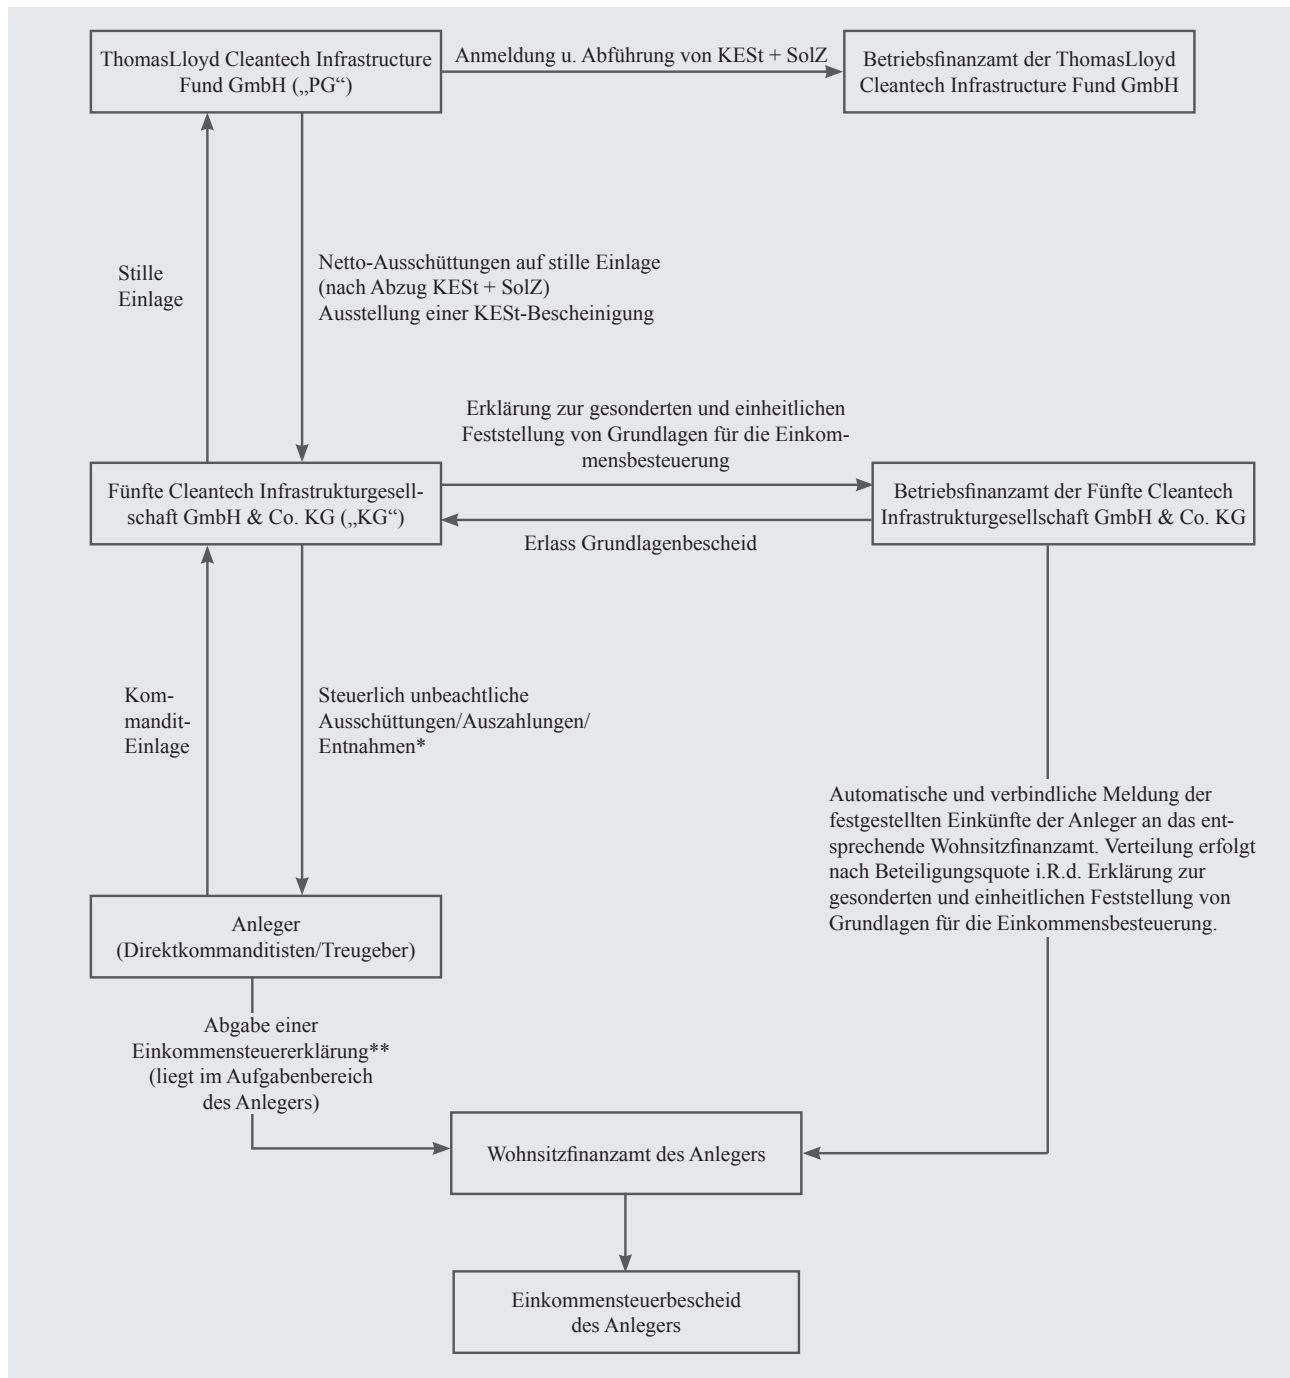 ThomasLloyd Cleantech Infrastructure
Fund GmbH („PG“)
Anmeldung u. Abführung von KESt + SolZ
Betriebsfinanzamt der ThomasLloyd
Cleantech Infrastructure Fund GmbH
Stille
Einlage
Netto-Ausschüttungen auf stille Einlage
(nach Abzug KESt + SolZ)
Ausstellung einer KESt-Bescheinigung
Erklärung zur gesonderten und einheitlichen
Feststellung von Grundlagen für die Einkom-
mensbesteuerung
Fünfte Cleantech Infrastrukturgesell-
schaft GmbH & Co. KG („KG“)
Betriebsfinanzamt der Fünfte Cleantech
Infrastrukturgesellschaft GmbH & Co. KG
Erlass Grundlagenbescheid
Kom-
mandit-
Einlage
Steuerlich unbeachtliche
Ausschüttungen/Auszahlungen/
Entnahmen*
Automatische und verbindliche Meldung der
festgestellten Einkünfte der Anleger an das ent-
sprechende Wohnsitzfinanzamt. Verteilung erfolgt
nach Beteiligungsquote i.R.d. Erklärung zur
gesonderten und einheitlichen Feststellung von
Grundlagen für die Einkommensbesteuerung.
Anleger
(Direktkommanditisten/Treugeber)
Abgabe einer
Einkommensteuererklärung**
(liegt im Aufgabenbereich
des Anlegers)
Wohnsitzfinanzamt des Anlegers
Einkommensteuerbescheid
des Anlegers